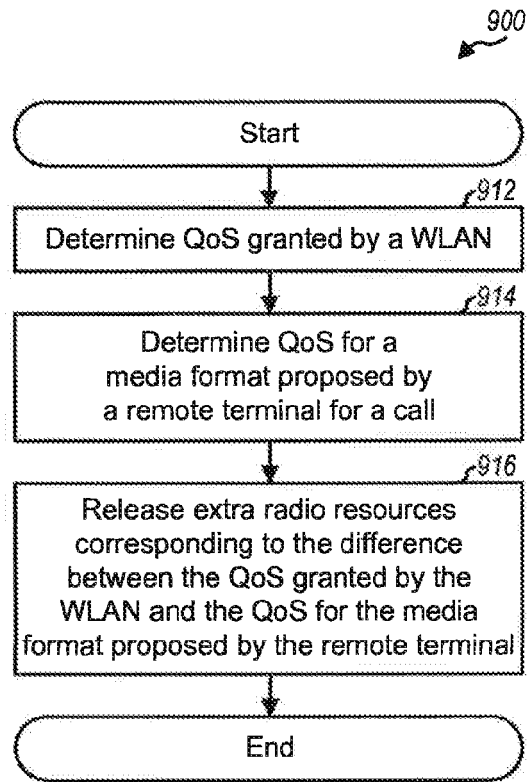 900
Start
912
Determine QoS granted by a WLAN
914
Determine QoS for a
media format proposed by
a remote terminal for a call
916
Release extra radio resources
corresponding to the difference
between the QoS granted by the
WLAN and the QoS for the media
format proposed by the remote terminal
End